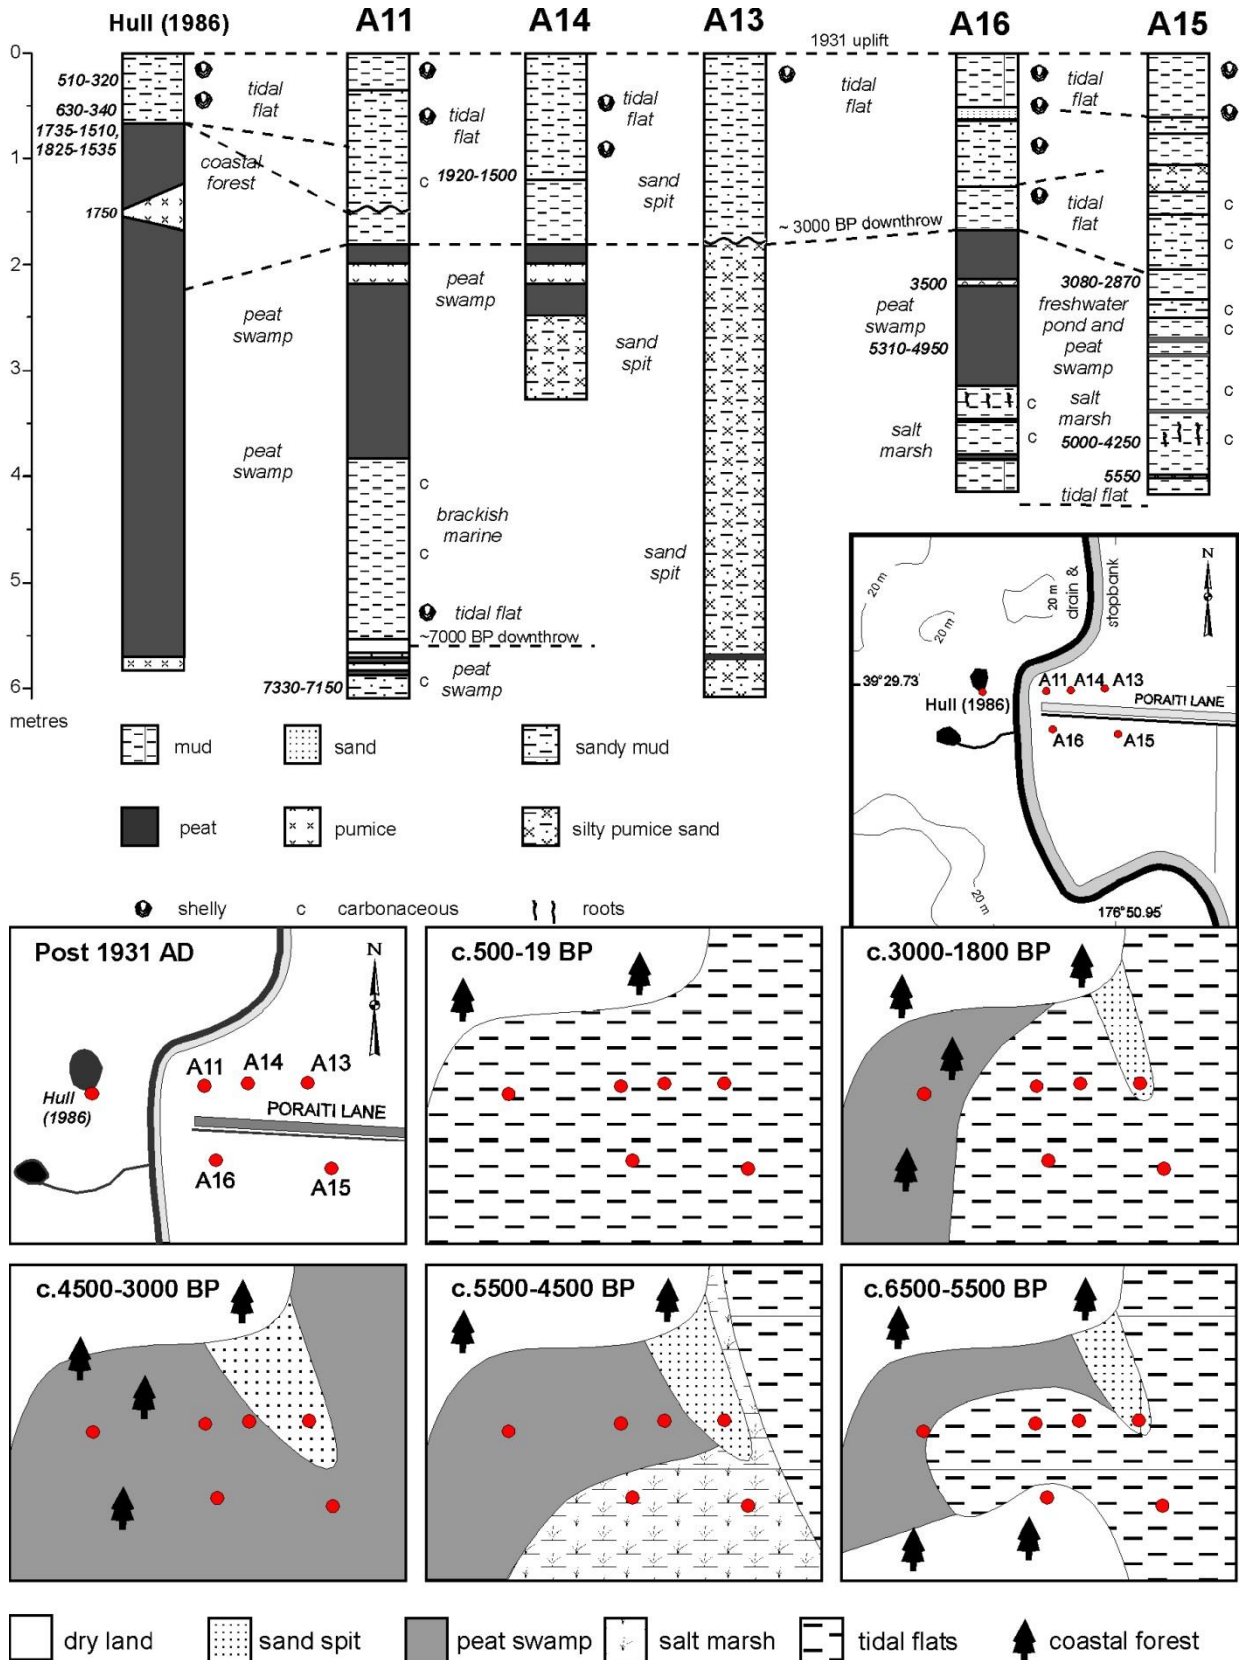 Hull (1986) A11 A14 A13 A16 A15
0
1
2
3
4
5
6
metres
510-320
630-340
1735-1510,
1825-1535
1750
tidal
flat
coastal
forest
peat
swamp
peat
swamp
7330-7150
tidal
flat
c
1920-1500
peat
swamp
c
brackish
marine
c
tidal flat
~7000 BP downthrow
c
peat
swamp
tidal
flat
sand
spit
sand
spit
sand
spit
1931 uplift
tidal
flat
~ 3000 BP downthrow
3500
peat
swamp
5310-4950
salt
marsh
tidal
flat
tidal
flat
3080-2870
freshwater
pond and
peat
swamp
c
salt
marsh
c
5000-4250
5550
tidal flat
c
c
c
c
c
c
mud
sand
sandy mud
peat
pumice
silty pumice sand
shelly
c carbonaceous
roots
20 m
20 m
20 m
drain &
stopbank
N
39°29.73'
A11 A14 A13
Hull (1986)
PORAITI LANE
A16 A15
20 m
20 m
176°50.95'
Post 1931 AD
N
A11 A14 A13
Hull
(1986)
PORAITI LANE
A16
A15
c.500-19 BP
c.3000-1800 BP
c.4500-3000 BP
c.5500-4500 BP
c.6500-5500 BP
dry land
sand spit
peat swamp
salt marsh
tidal flats
coastal forest